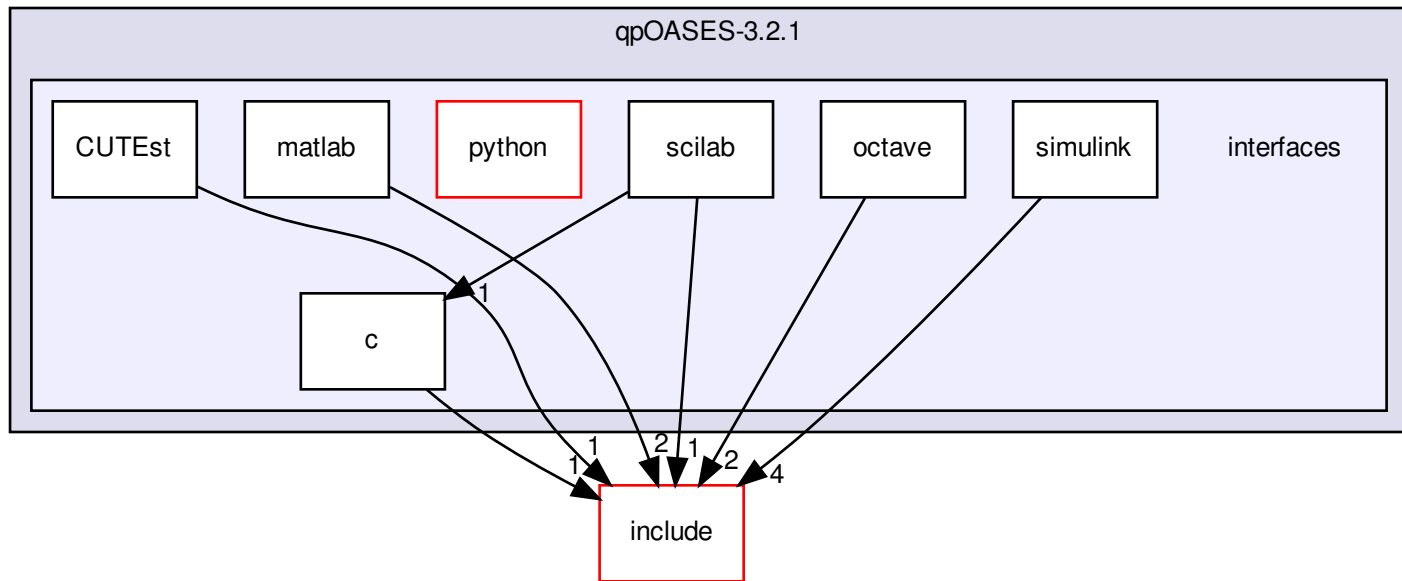 qpOASES-3.2.1
CUTEst
matlab
python
scilab
octave
simulink
interfaces
1
c
1
1
2
1
2
4
include